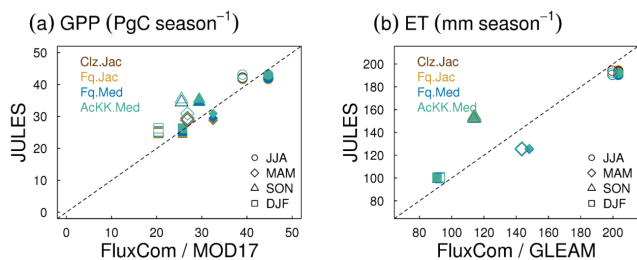 (a) GPP (PgC season⁻¹)
50
40
30
20
10
0
JULES
Clz.Jac
Fq.Jac
Fq.Med
AcKK.Med
JJA
MAM
SON
DJF
0 10 20 30 40 50
FluxCom / MOD17
(b) ET (mm season⁻¹)
200
180
160
140
120
100
80
JULES
Clz.Jac
Fq.Jac
Fq.Med
AcKK.Med
JJA
MAM
SON
DJF
80 100 120 140 160 180 200
FluxCom / GLEAM